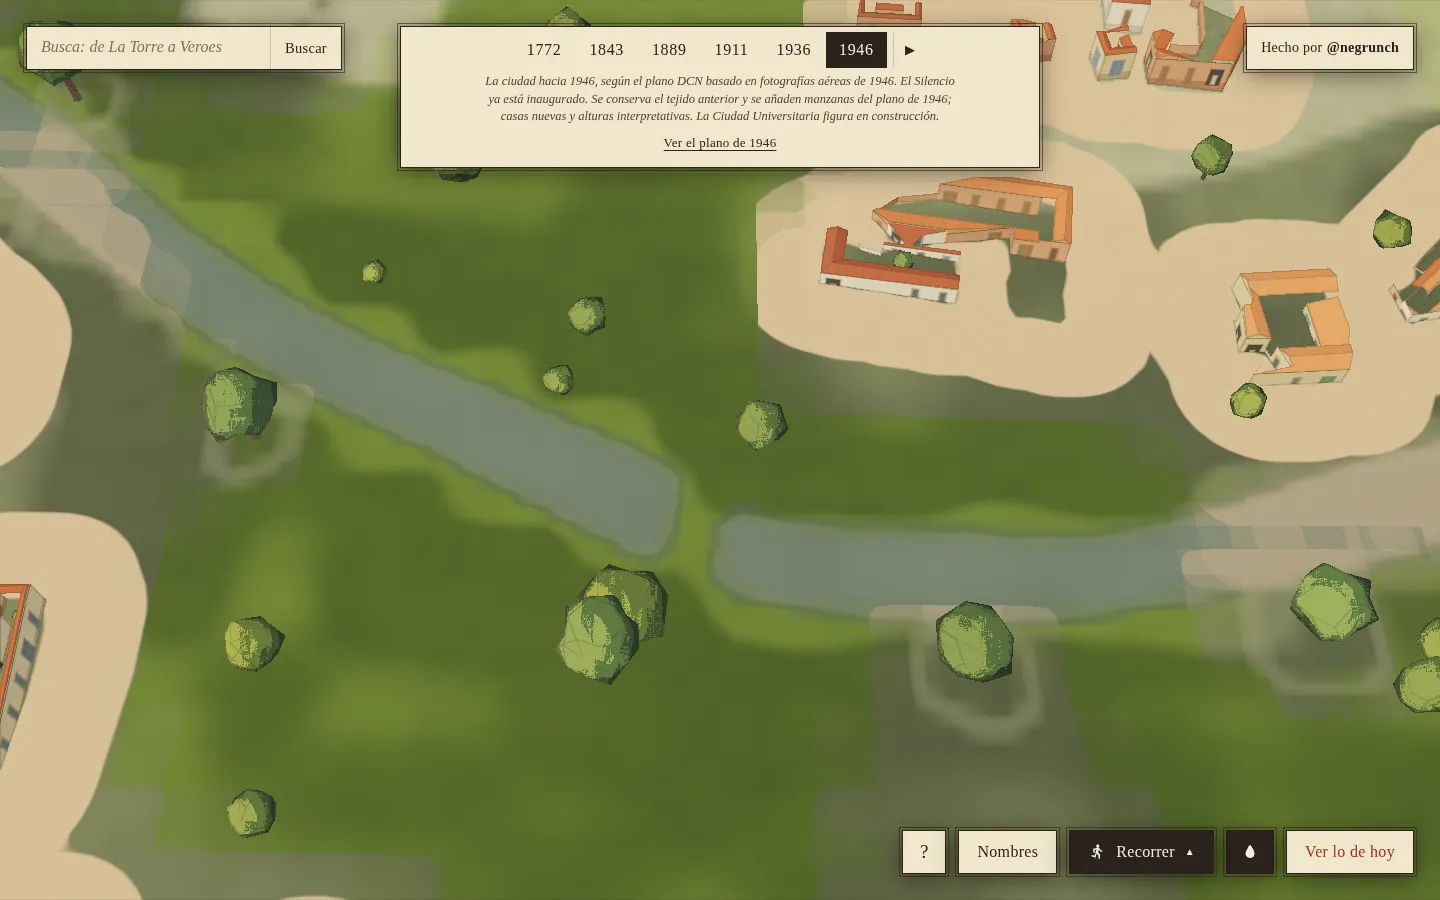 Busca: de La Torre a Veroes
Buscar
1772 1843 1889 1911 1936 1946 ▶
La ciudad hacia 1946, según el plano DCN basado en fotografías aéreas de 1946. El Silencio
ya está inaugurado. Se conserva el tejido anterior y se añaden manzanas del plano de 1946;
casas nuevas y alturas interpretativas. La Ciudad Universitaria figura en construcción.
Ver el plano de 1946
Hecho por @negrunch
?
Nombres
Recorrer ▲
Ver lo de hoy